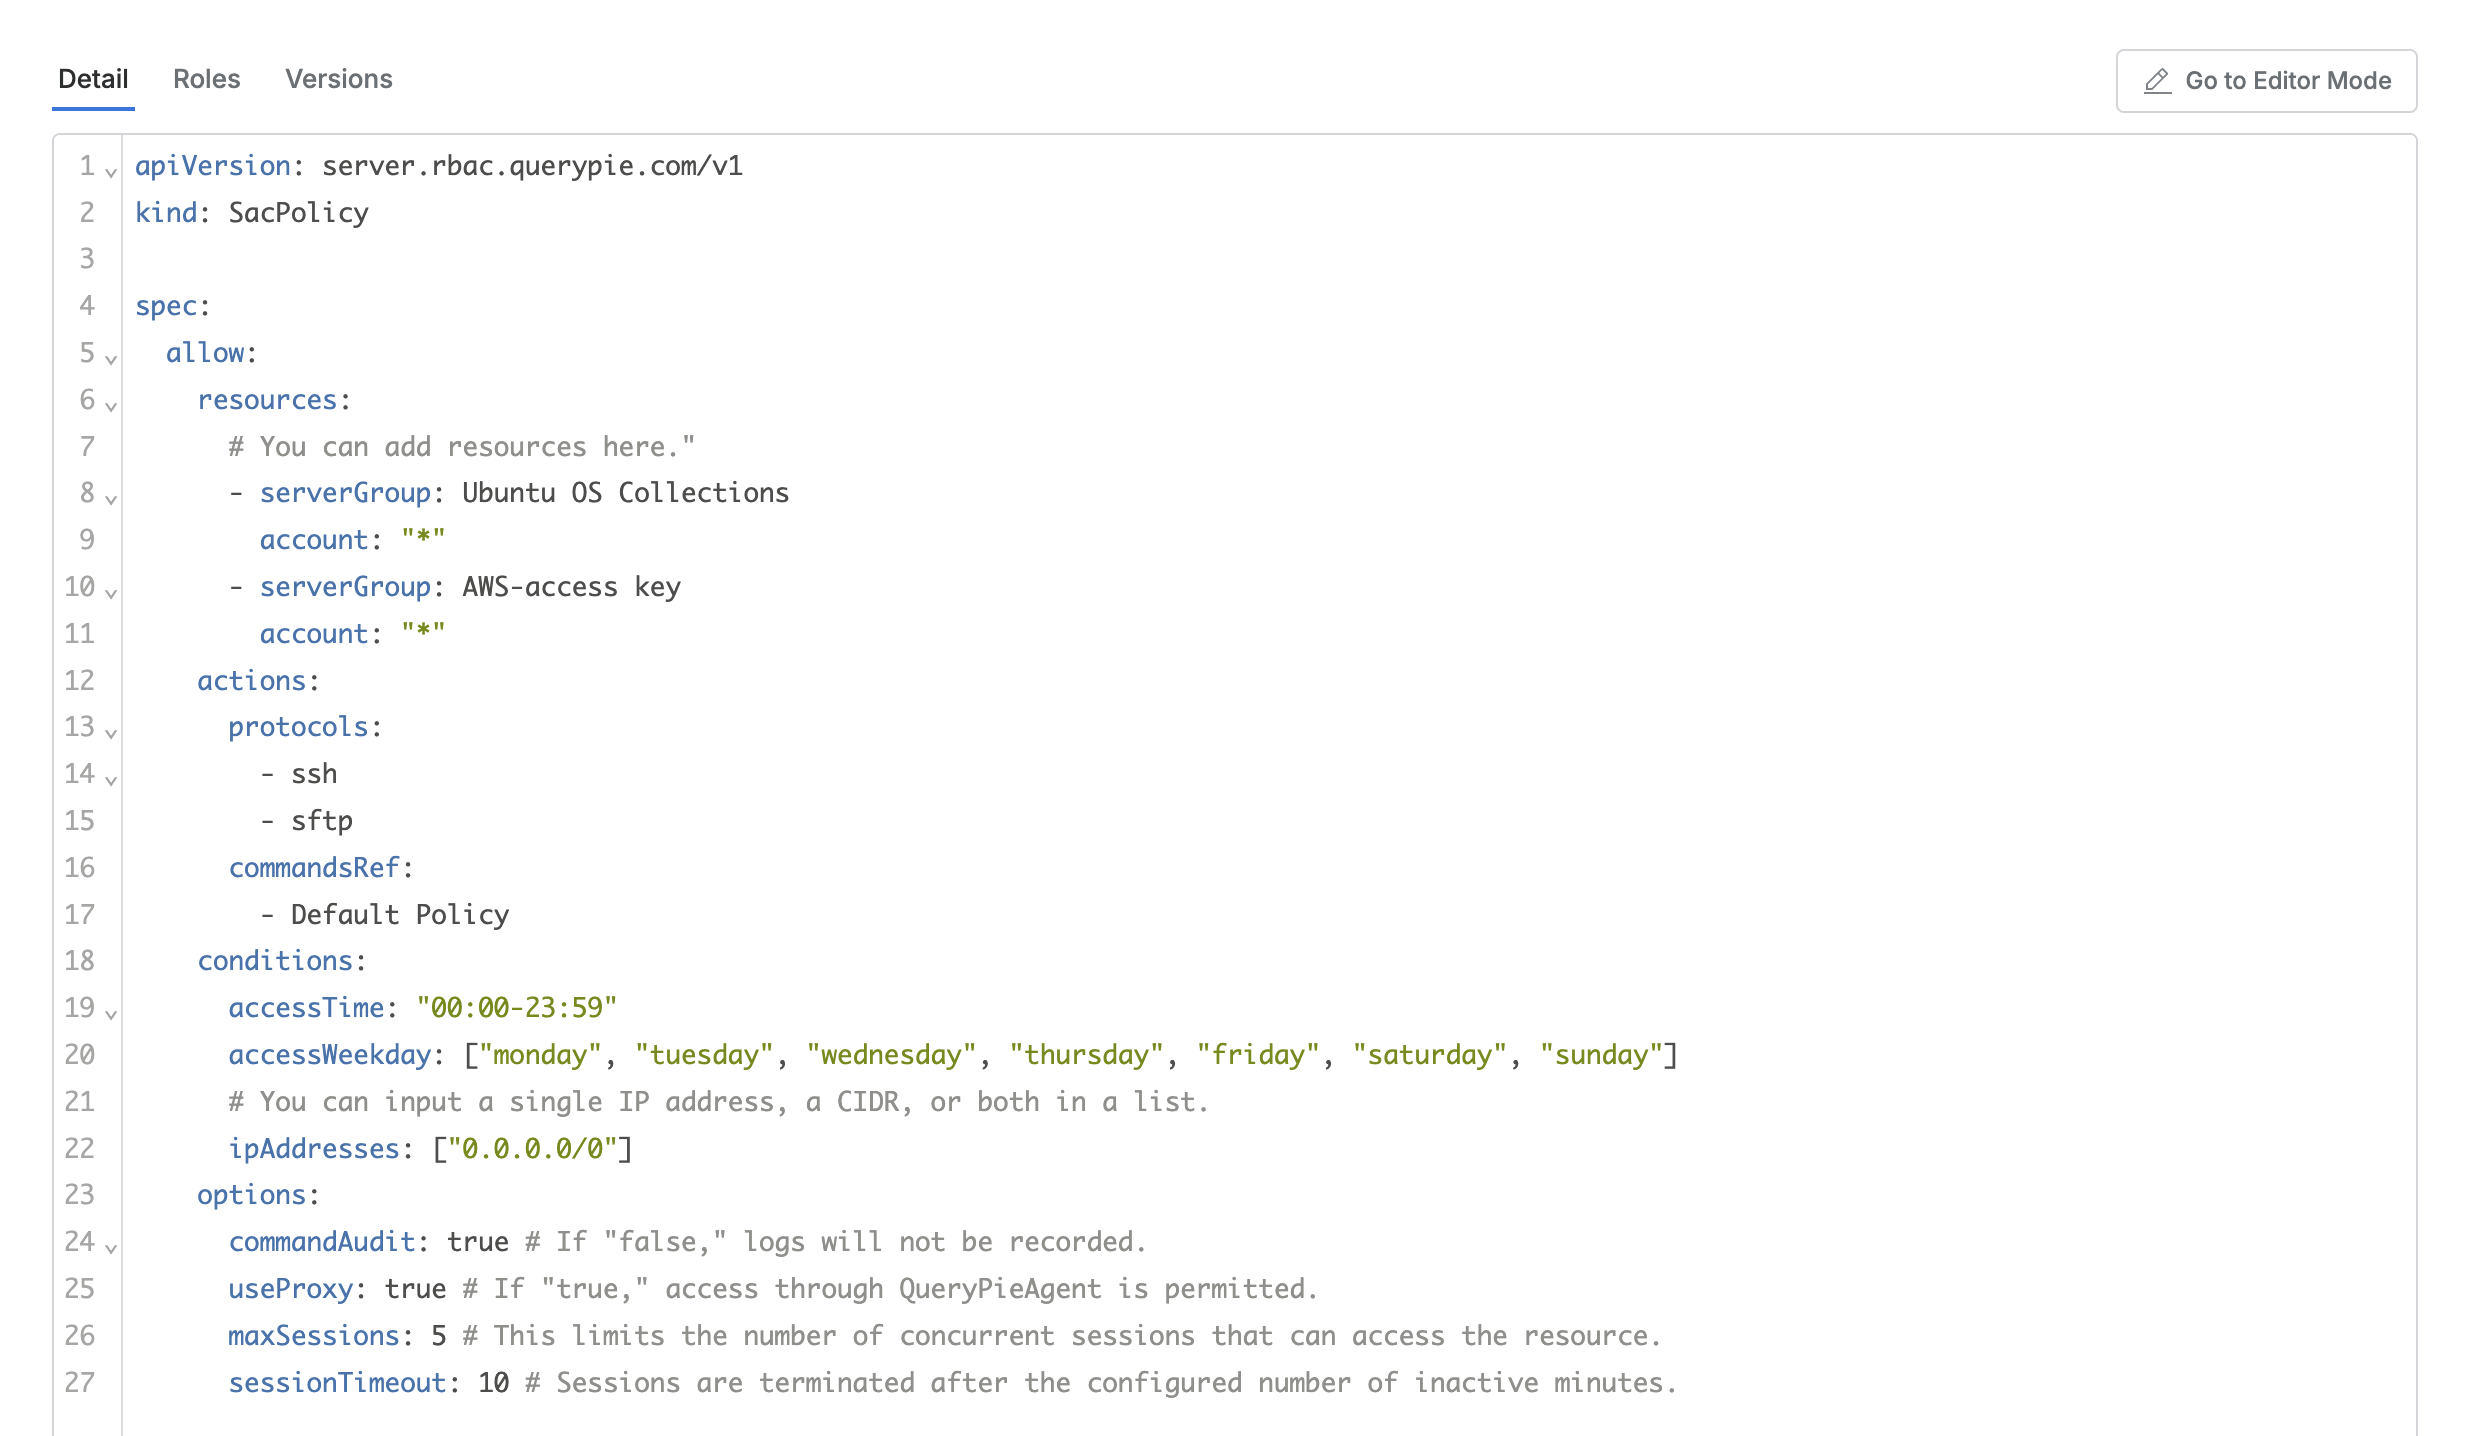 Detail Roles Versions Go to Editor Mode
1 apiVersion: server.rbac.querypie.com/v1
2 kind: SacPolicy
3
4 spec:
5   allow:
6     resources:
7       # You can add resources here."
8       - serverGroup: Ubuntu OS Collections
9         account: "*"
10       - serverGroup: AWS-access key
11         account: "*"
12     actions:
13       protocols:
14         - ssh
15         - sftp
16       commandsRef:
17         - Default Policy
18     conditions:
19       accessTime: "00:00-23:59"
20       accessWeekday: ["monday", "tuesday", "wednesday", "thursday", "friday", "saturday", "sunday"]
21       # You can input a single IP address, a CIDR, or both in a list.
22       ipAddresses: ["0.0.0.0/0"]
23     options:
24       commandAudit: true # If "false," logs will not be recorded.
25       useProxy: true # If "true," access through QueryPieAgent is permitted.
26       maxSessions: 5 # This limits the number of concurrent sessions that can access the resource.
27       sessionTimeout: 10 # Sessions are terminated after the configured number of inactive minutes.